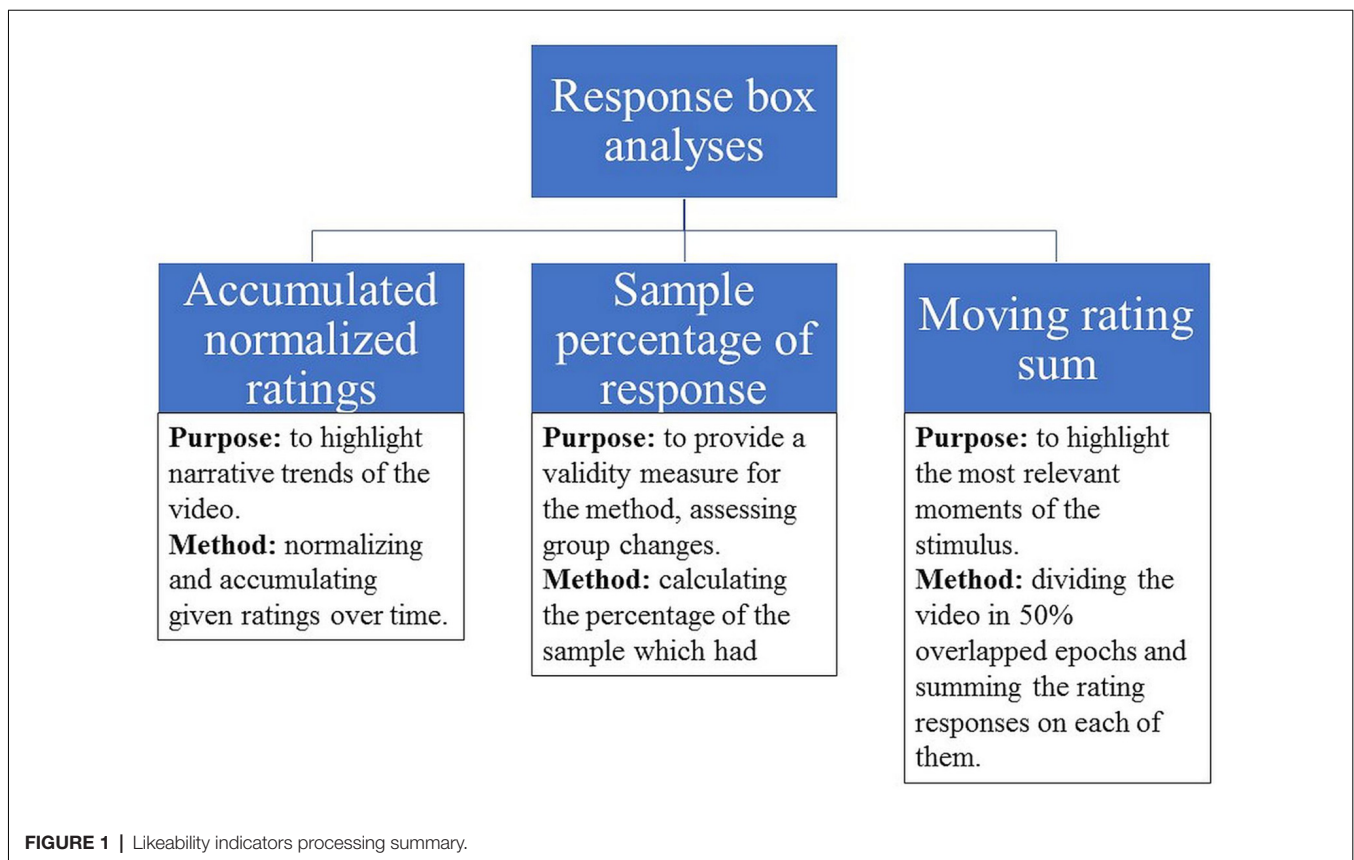 Response box
analyses
Accumulated
normalized
ratings
Purpose: to highlight
narrative trends of the
video.
Method: normalizing
and accumulating
given ratings over time.
Sample
percentage of
response
Purpose: to provide a
validity measure for
the method, assessing
group changes.
Method: calculating
the percentage of the
sample which had
Moving rating
sum
Purpose: to highlight
the most relevant
moments of the
stimulus.
Method: dividing the
video in 50%
overlapped epochs and
summing the rating
responses on each of
them.
FIGURE 1 | Likeability indicators processing summary.